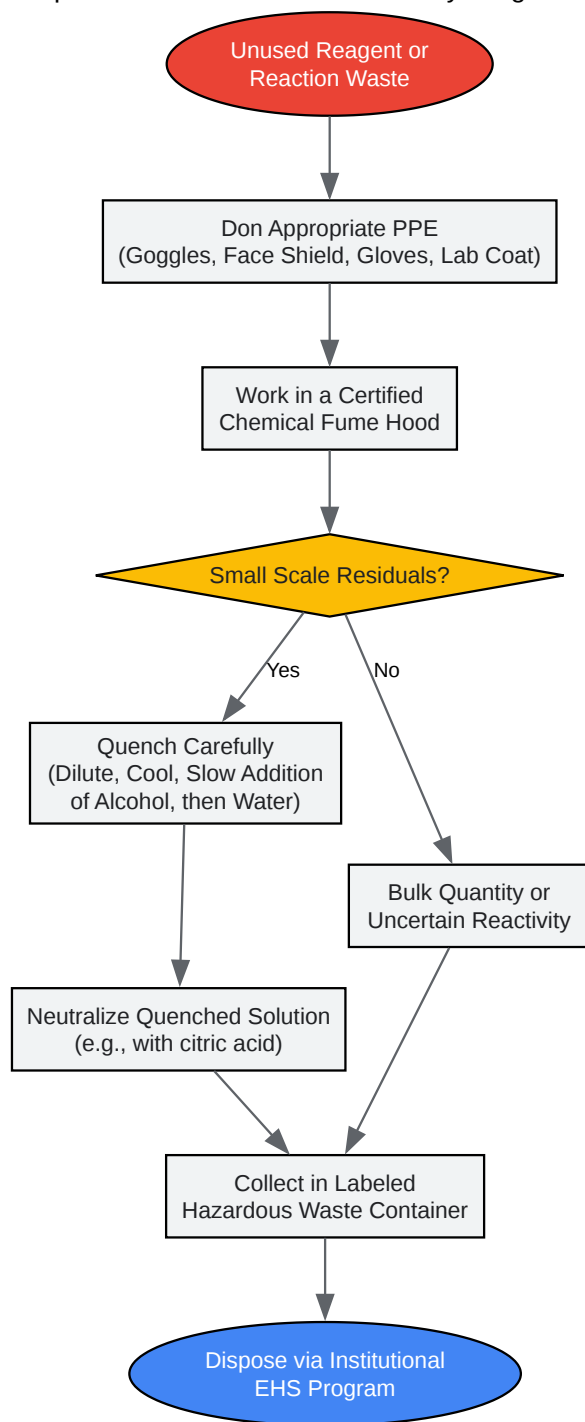 Unused Reagent or
Reaction Waste
Don Appropriate PPE
(Goggles, Face Shield, Gloves, Lab Coat)
Work in a Certified
Chemical Fume Hood
Small Scale Residuals?
Yes
No
Quench Carefully
(Dilute, Cool, Slow Addition
of Alcohol, then Water)
Bulk Quantity or
Uncertain Reactivity
Neutralize Quenched Solution
(e.g., with citric acid)
Collect in Labeled
Hazardous Waste Container
Dispose via Institutional
EHS Program